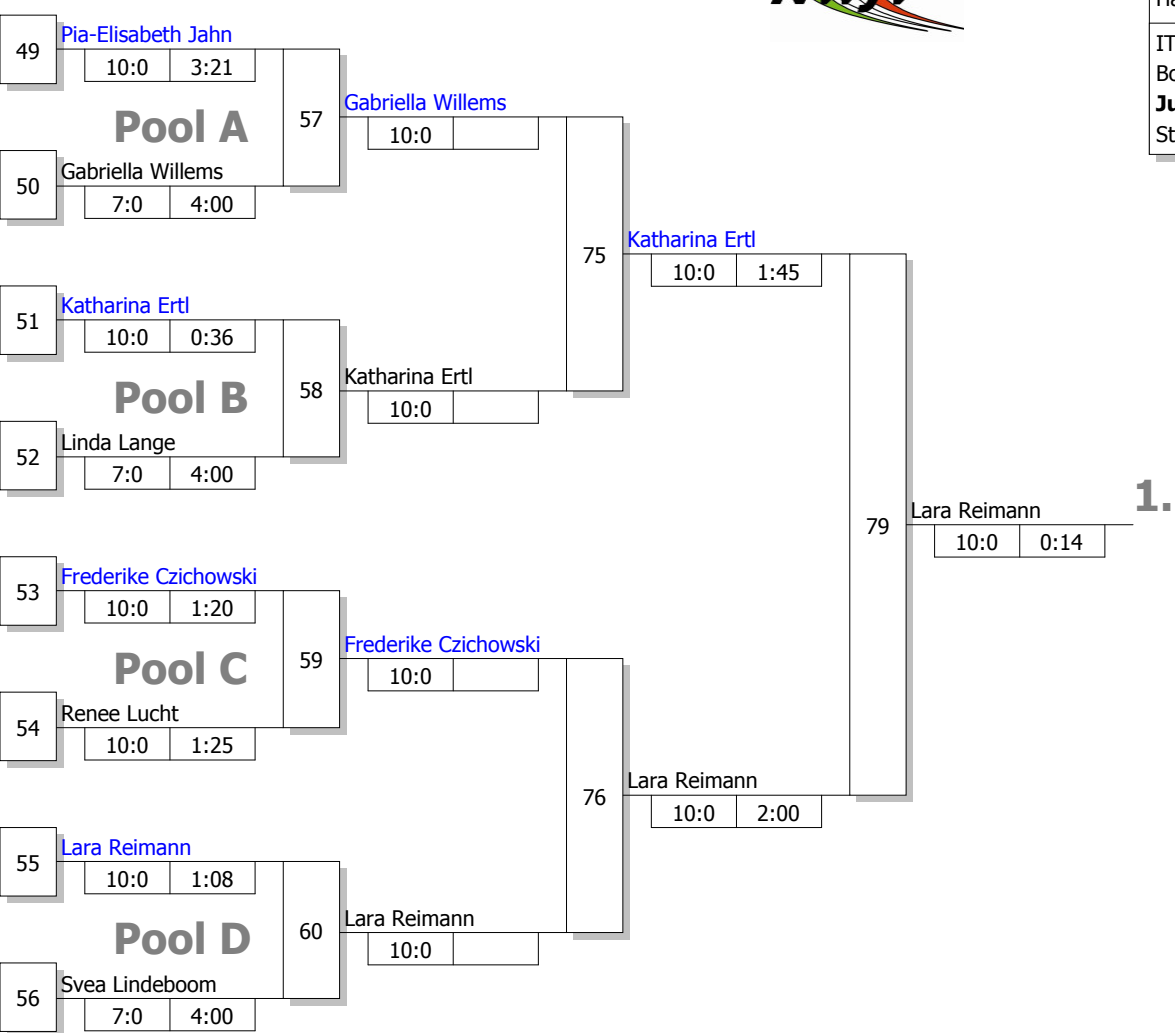 Ha
IT
Bo
Ju
St
49
Pia-Elisabeth Jahn
10:0 3:21
Pool A
50
Gabriella Willems
7:0 4:00
57
Gabriella Willems
10:0
51
Katharina Ertl
10:0 0:36
Pool B
52
Linda Lange
7:0 4:00
58
Katharina Ertl
10:0
75
Katharina Ertl
10:0 1:45
53
Frederike Czichowski
10:0 1:20
Pool C
54
Renee Lucht
10:0 1:25
59
Frederike Czichowski
10:0
55
Lara Reimann
10:0 1:08
Pool D
56
Svea Lindeboom
7:0 4:00
60
Lara Reimann
10:0
76
Lara Reimann
10:0 2:00
79
Lara Reimann
10:0 0:14
1.